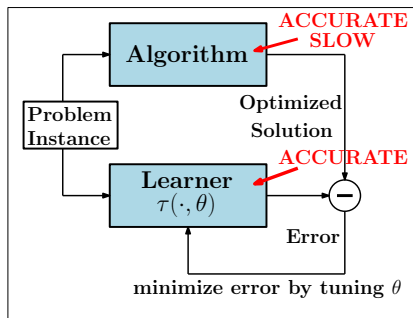 ACCURATE
SLOW
Algorithm
Problem
Instance
Optimized
Solution
ACCURATE
Learner
τ(·, θ)
−
Error
minimize error by tuning θ